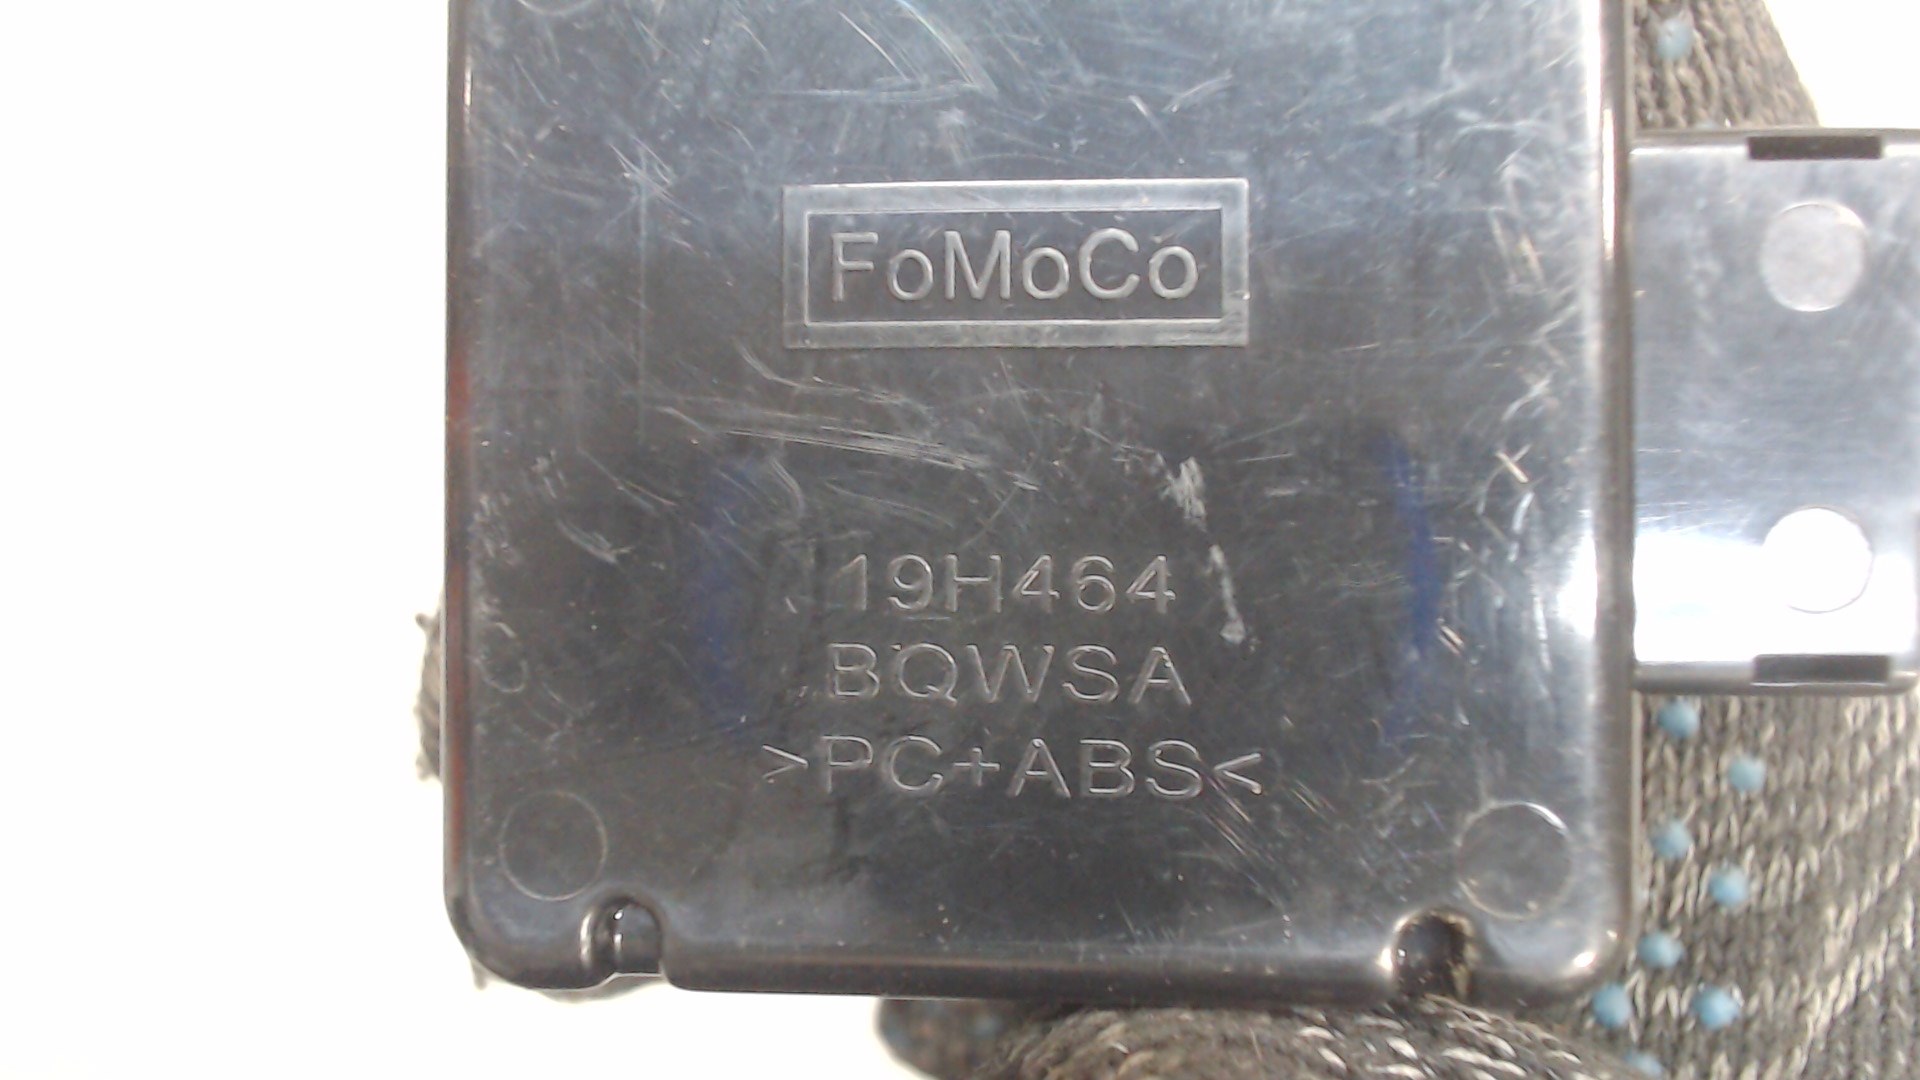 FoMoCo
19H464
BQWSA
>PC+ABS<